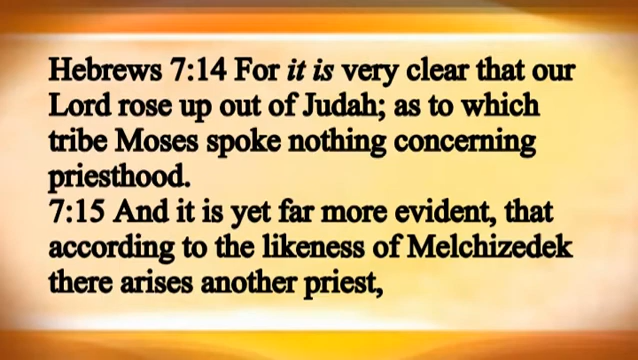 Hebrews 7:14 For it is very clear that our
Lord rose up out of Judah; as to which
tribe Moses spoke nothing concerning
priesthood.
7:15 And it is yet far more evident, that
according to the likeness of Melchizedek
there arises another priest,